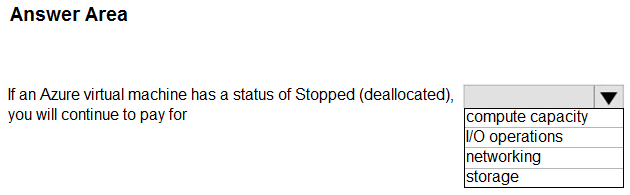 Answer Area
If an Azure virtual machine has a status of Stopped (deallocated),
you will continue to pay for
compute capacity
I/O operations
networking
storage